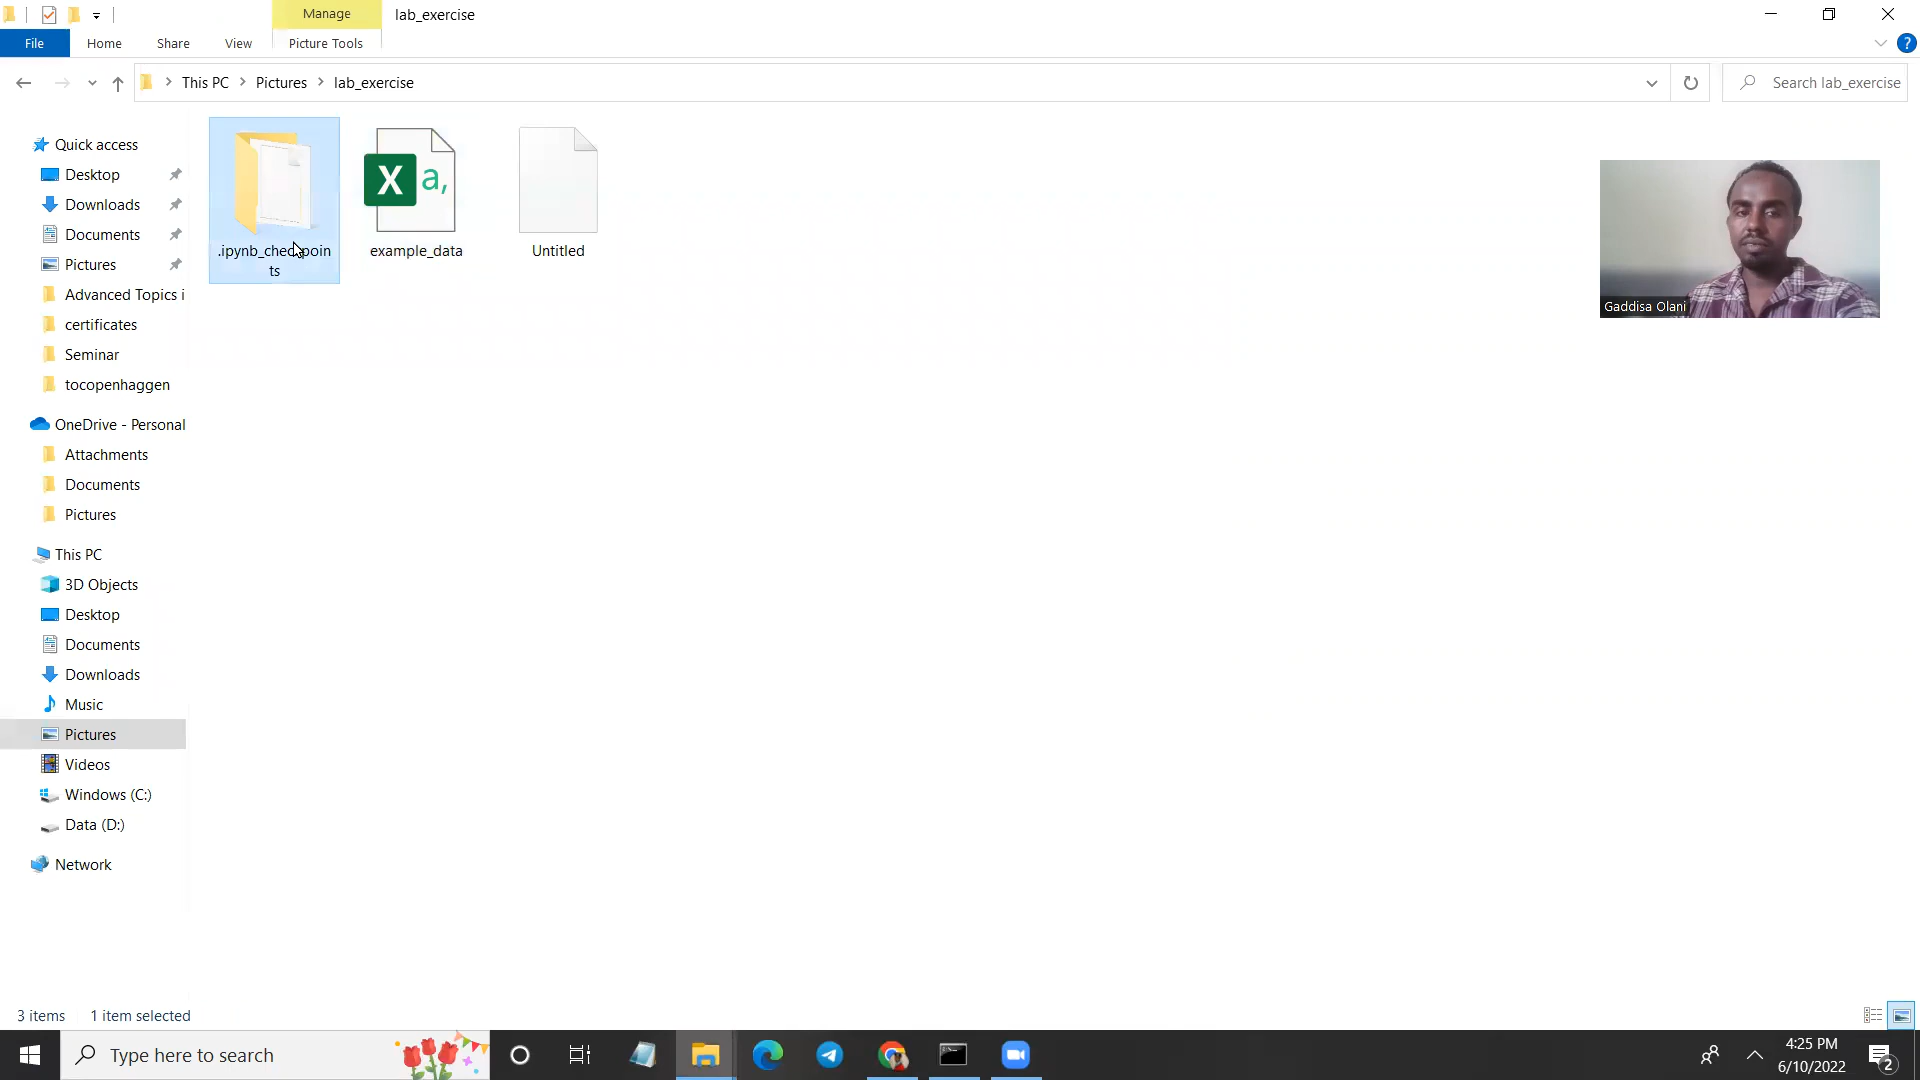 Manage
lab_exercise
File
Home
Share
View
Picture Tools
?
This PC
Pictures
lab_exercise
Search lab_exercise
Quick access
Desktop
Downloads
Documents
Pictures
Advanced Topics i
certificates
Seminar
tocopenhaggen
OneDrive - Personal
Attachments
Documents
Pictures
This PC
3D Objects
Desktop
Documents
Downloads
Music
Pictures
Videos
Windows (C:)
Data (D:)
Network
.ipynb_checkpoin
ts
X a,
example_data
Untitled
Gaddisa Olani
3 items
1 item selected
Type here to search
4:25 PM
6/10/2022
2